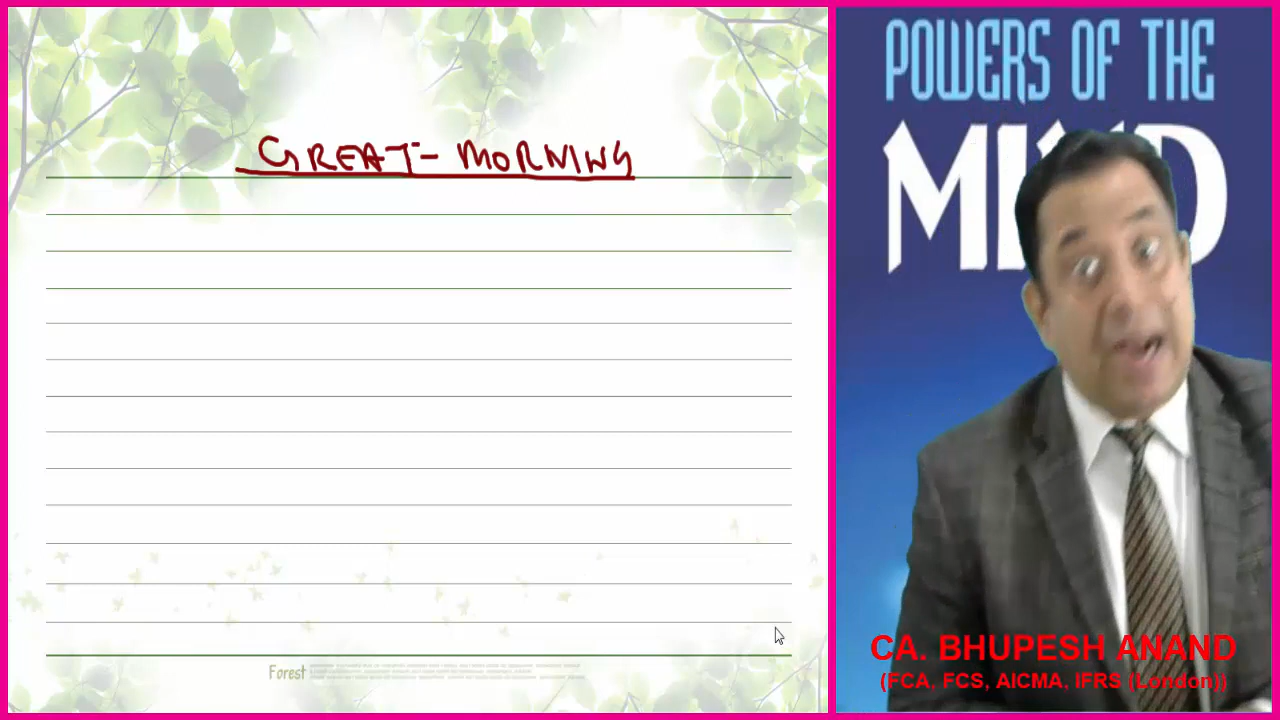 GREAT- MORNING
POWERS OF THE
MIND
Forest
CA. BHUPESH ANAND
(FCA, FCS, AICMA, IFRS (London))